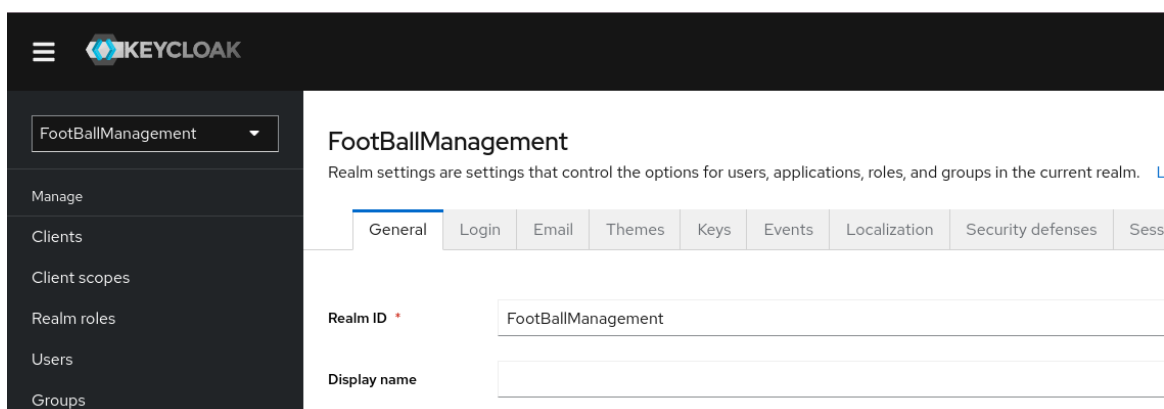 KEYCLOAK
FootBallManagement
Manage
Clients
Client scopes
Realm roles
Users
Groups
FootBallManagement
Realm settings are settings that control the options for users, applications, roles, and groups in the current realm. L
General Login Email Themes Keys Events Localization Security defenses Sess
Realm ID *
FootBallManagement
Display name